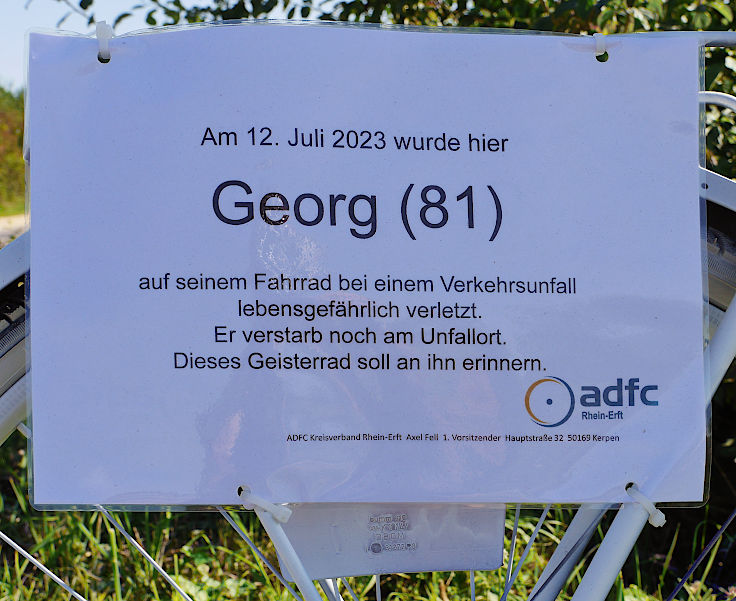 Am 12. Juli 2023 wurde hier
Georg (81)
auf seinem Fahrrad bei einem Verkehrsunfall
lebensgefährlich verletzt.
Er verstarb noch am Unfallort.
Dieses Geisterrad soll an ihn erinnern.
adfc
Rhein-Erft
ADFC Kreisverband Rhein-Erft Axel Fell 1. Vorsitzender Hauptstraße 32 50169 Kerpen